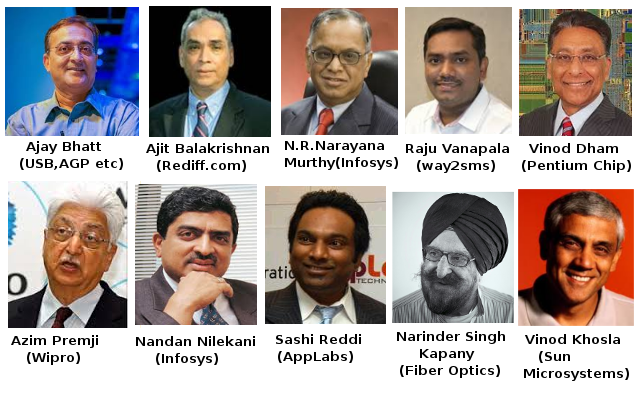 Ajay Bhatt
(USB,AGP etc)
Ajit Balakrishnan
(Rediff.com)
N.R.Narayana
Murthy(Infosys)
Raju Vanapala
(way2sms)
Vinod Dham
(Pentium Chip)
Azim Premji
(Wipro)
Nandan Nilekani
(Infosys)
Sashi Reddi
(AppLabs)
Narinder Singh
Kapany
(Fiber Optics)
Vinod Khosla
(Sun
Microsystems)